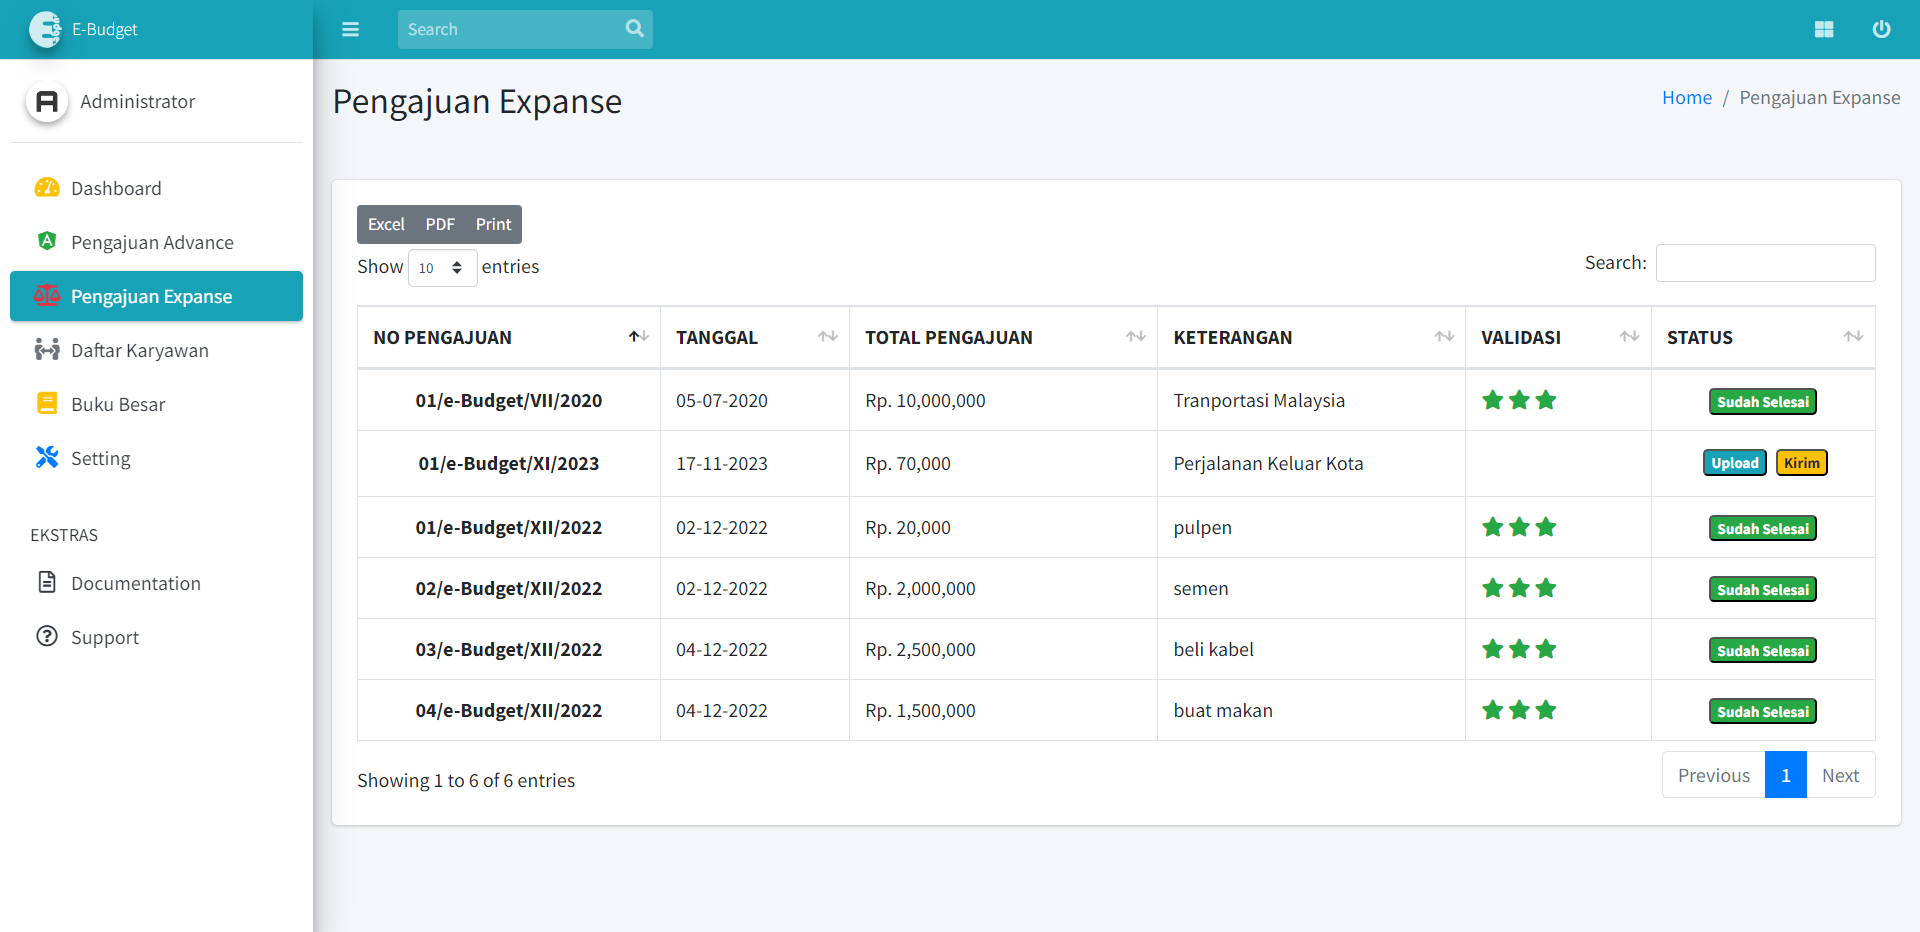 E-Budget
Search
Administrator
Pengajuan Expanse
Home / Pengajuan Expanse
Dashboard
Pengajuan Advance
Pengajuan Expanse
Daftar Karyawan
Buku Besar
Setting
EKSTRAS
Documentation
Support
Excel PDF Print
Show 10 entries
Search:
NO PENGAJUAN TANGGAL TOTAL PENGAJUAN KETERANGAN VALIDASI STATUS
01/e-Budget/VII/2020 05-07-2020 Rp. 10,000,000 Tranportasi Malaysia Sudah Selesai
01/e-Budget/XI/2023 17-11-2023 Rp. 70,000 Perjalanan Keluar Kota Upload Kirim
01/e-Budget/XII/2022 02-12-2022 Rp. 20,000 pulpen Sudah Selesai
02/e-Budget/XII/2022 02-12-2022 Rp. 2,000,000 semen Sudah Selesai
03/e-Budget/XII/2022 04-12-2022 Rp. 2,500,000 beli kabel Sudah Selesai
04/e-Budget/XII/2022 04-12-2022 Rp. 1,500,000 buat makan Sudah Selesai
Showing 1 to 6 of 6 entries
Previous 1 Next